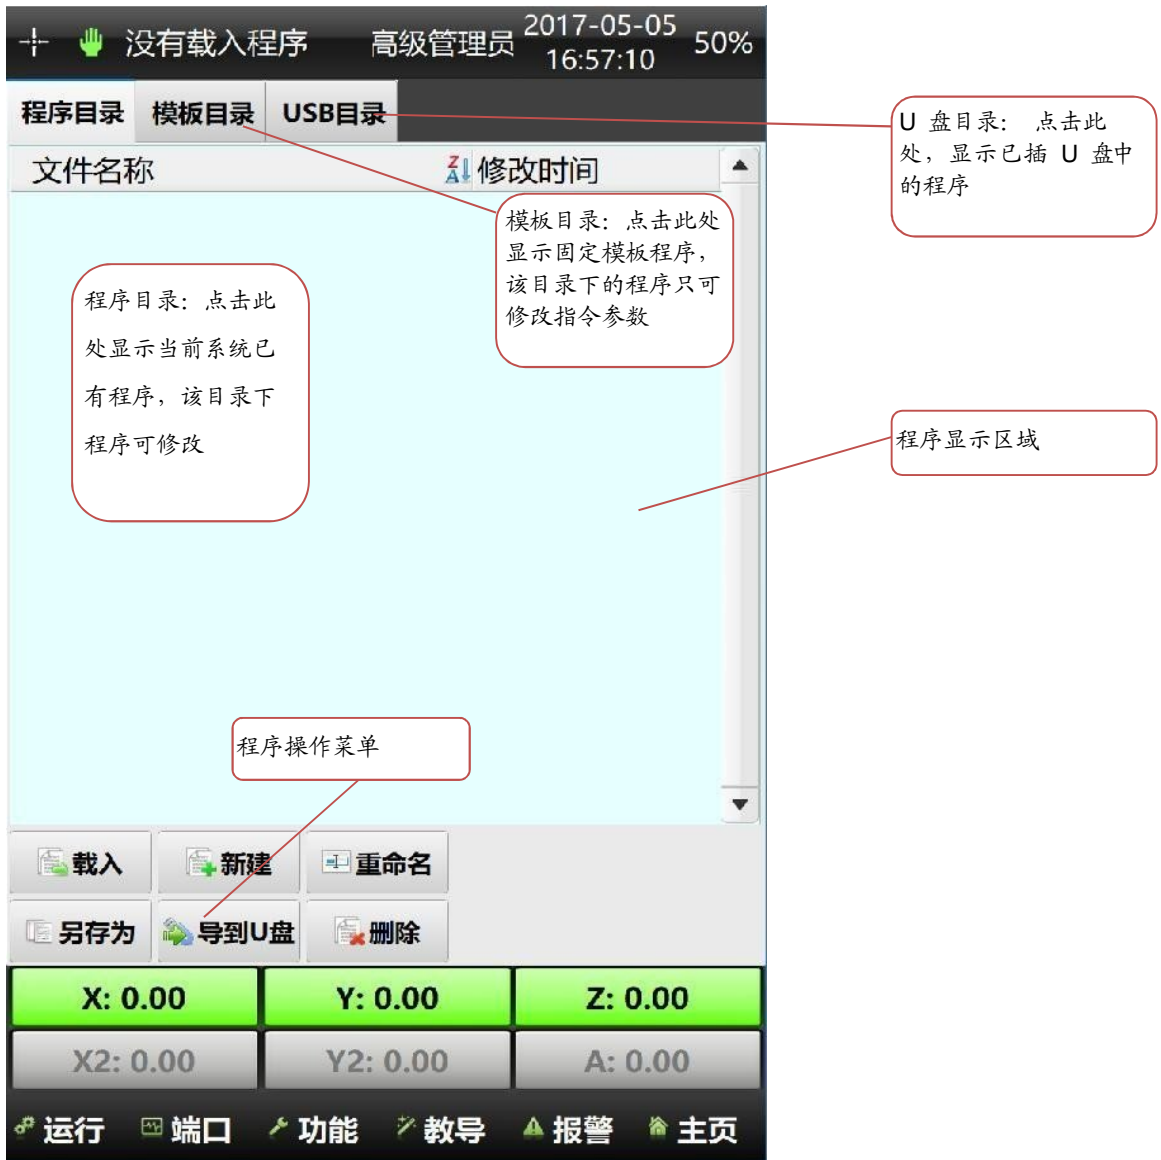 没有载入程序 高级管理员 2017-05-05 16:57:10 50%
程序目录 模板目录 USB目录
文件名称 修改时间
U 盘目录： 点击此
处，显示已插 U 盘中
的程序
模板目录：点击此处
显示固定模板程序，
该目录下的程序只可
修改指令参数
程序目录：点击此
处显示当前系统已
有程序，该目录下
程序可修改
程序显示区域
程序操作菜单
载入 新建 重命名
另存为 导到U盘 删除
X: 0.00 Y: 0.00 Z: 0.00
X2: 0.00 Y2: 0.00 A: 0.00
运行 端口 功能 教导 报警 主页